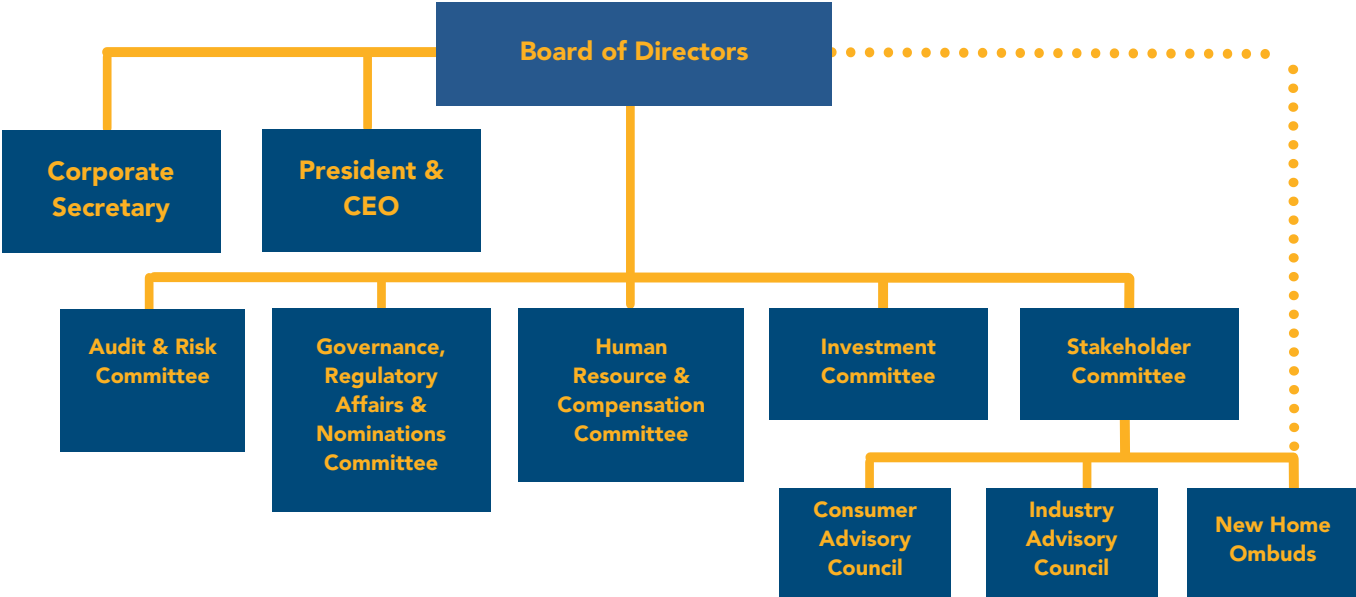 Board of Directors
Corporate
Secretary
President &
CEO
Audit & Risk
Committee
Governance,
Regulatory
Affairs &
Nominations
Committee
Human
Resource &
Compensation
Committee
Investment
Committee
Stakeholder
Committee
Consumer
Advisory
Council
Industry
Advisory
Council
New Home
Ombuds